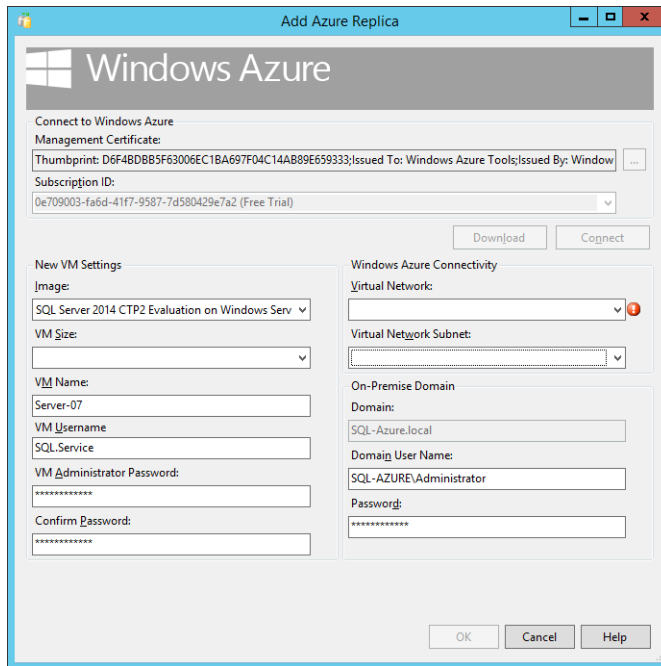 Add Azure Replica
Windows Azure
Connect to Windows Azure
Management Certificate:
Thumbprint: D6F4BDBB5F63006EC1BA697F04C14AB89E659333;Issued To: Windows Azure Tools;Issued By: Window
...
Subscription ID:
0e709003-fa6d-41f7-9587-7d580429e7a2 (Free Trial)
Download
Connect
New VM Settings
Image:
SQL Server 2014 CTP2 Evaluation on Windows Serv
VM Size:
VM Name:
Server-07
VM Username
SQL.Service
VM Administrator Password:
************
Confirm Password:
************
Windows Azure Connectivity
Virtual Network:
Virtual Network Subnet:
On-Premise Domain
Domain:
SQL-Azure.local
Domain User Name:
SQL-AZURE\Administrator
Password:
************
OK
Cancel
Help